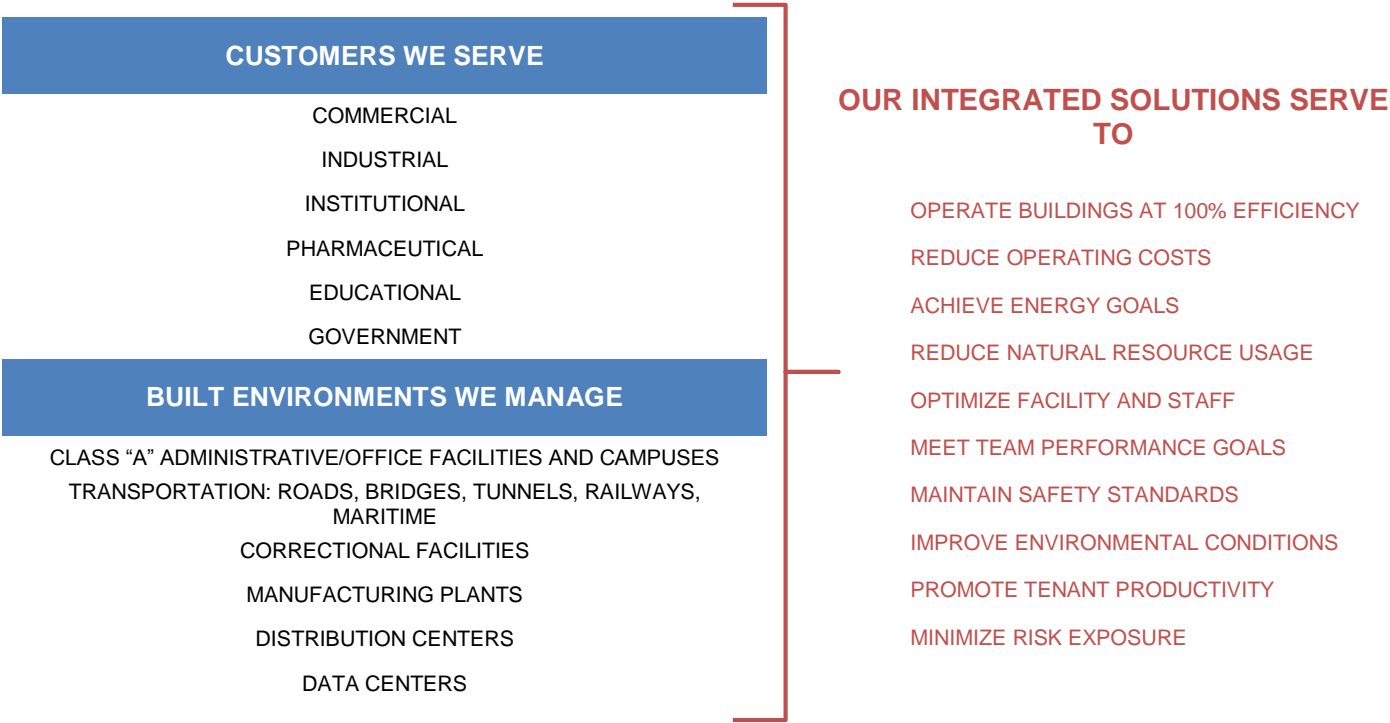 CUSTOMERS WE SERVE
COMMERCIAL
INDUSTRIAL
INSTITUTIONAL
PHARMACEUTICAL
EDUCATIONAL
GOVERNMENT
BUILT ENVIRONMENTS WE MANAGE
CLASS “A” ADMINISTRATIVE/OFFICE FACILITIES AND CAMPUSES
TRANSPORTATION: ROADS, BRIDGES, TUNNELS, RAILWAYS,
MARITIME
CORRECTIONAL FACILITIES
MANUFACTURING PLANTS
DISTRIBUTION CENTERS
DATA CENTERS
OUR INTEGRATED SOLUTIONS SERVE
TO
OPERATE BUILDINGS AT 100% EFFICIENCY
REDUCE OPERATING COSTS
ACHIEVE ENERGY GOALS
REDUCE NATURAL RESOURCE USAGE
OPTIMIZE FACILITY AND STAFF
MEET TEAM PERFORMANCE GOALS
MAINTAIN SAFETY STANDARDS
IMPROVE ENVIRONMENTAL CONDITIONS
PROMOTE TENANT PRODUCTIVITY
MINIMIZE RISK EXPOSURE